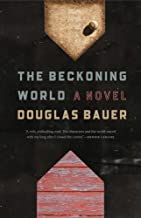 THE BECKONING
WORLD A NOVEL
DOUGLAS BAUER